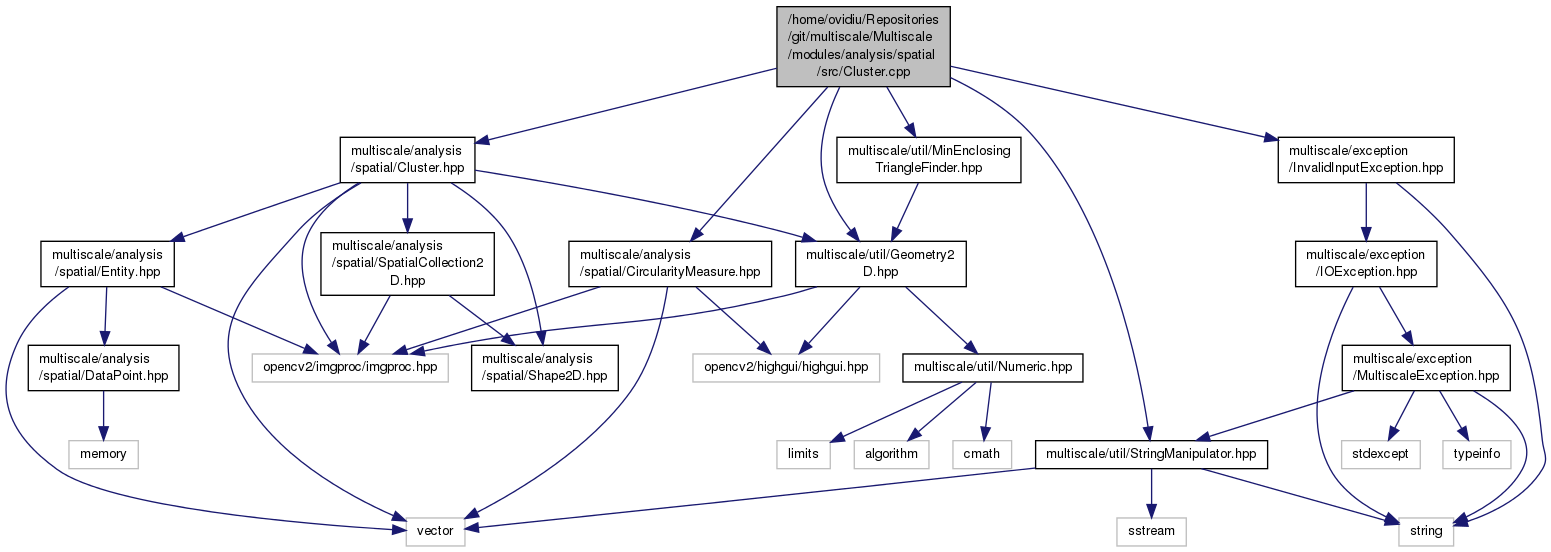 /home/ovidiu/Repositories
/git/multiscale/Multiscale
/modules/analysis/spatial
/src/Cluster.cpp
multiscale/analysis
/spatial/Cluster.hpp
multiscale/util/MinEnclosing
TriangleFinder.hpp
multiscale/exception
/InvalidInputException.hpp
multiscale/analysis
/spatial/Entity.hpp
multiscale/analysis
/spatial/SpatialCollection2
D.hpp
multiscale/analysis
/spatial/CircularityMeasure.hpp
multiscale/util/Geometry2
D.hpp
multiscale/exception
/IOException.hpp
multiscale/analysis
/spatial/DataPoint.hpp
opencv2/imgproc/imgproc.hpp
multiscale/analysis
/spatial/Shape2D.hpp
opencv2/highgui/highgui.hpp
multiscale/util/Numeric.hpp
multiscale/exception
/MultiscaleException.hpp
memory
limits
algorithm
cmath
multiscale/util/StringManipulator.hpp
stdexcept
typeinfo
vector
sstream
string